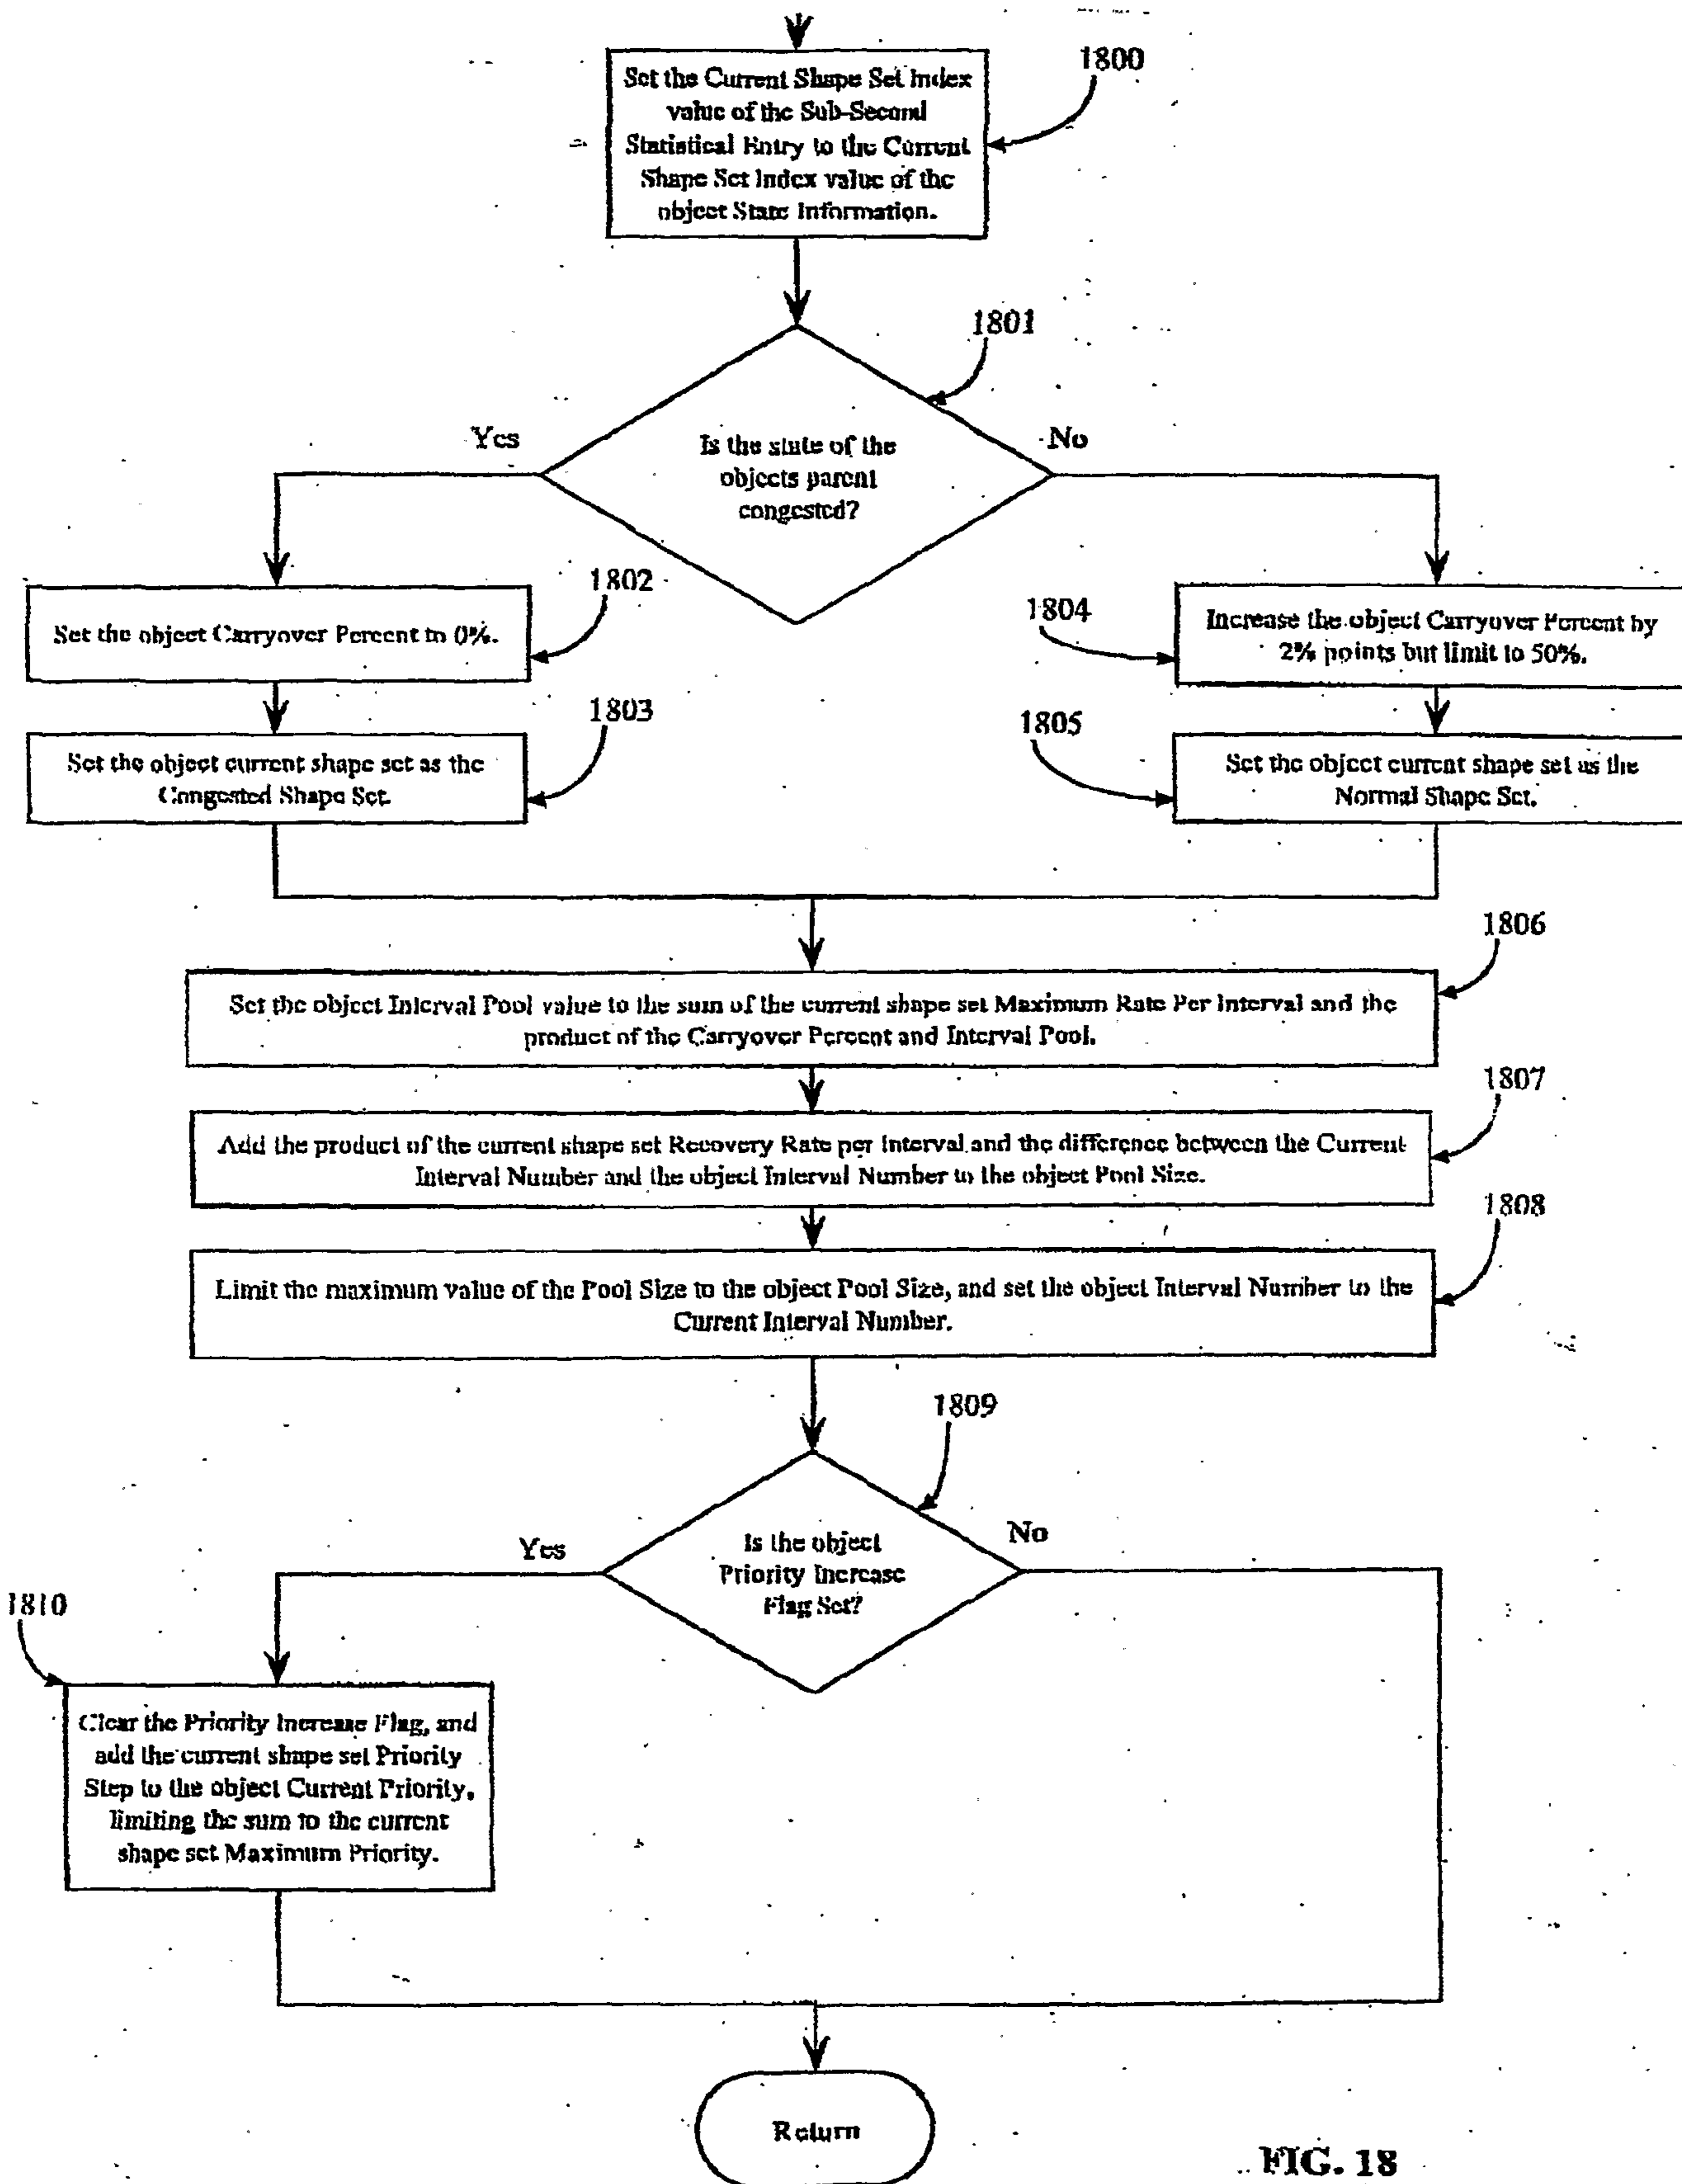 1800
Set the Current Shape Set Index
value of the Sub-Second
Statistical Entry to the Current
Shape Set Index value of the
object State Information.
1801
Yes
No
Is the state of the
objects parent
congested?
1802
Set the object Carryover Percent to 0%.
1804
Increase the object Carryover Percent by
2% points but limit to 50%.
1803
Set the object current shape set as the
Congested Shape Set.
1805
Set the object current shape set as the
Normal Shape Set.
1806
Set the object Interval Pool value to the sum of the current shape set Maximum Rate Per Interval and the
product of the Carryover Percent and Interval Pool.
1807
Add the product of the current shape set Recovery Rate per Interval and the difference between the Current
Interval Number and the object Interval Number to the object Pool Size.
1808
Limit the maximum value of the Pool Size to the object Pool Size, and set the object Interval Number to the
Current Interval Number.
1809
Yes
No
Is the object
Priority Increase
Flag Set?
1810
Clear the Priority Increase Flag, and
add the current shape set Priority
Step to the object Current Priority,
limiting the sum to the current
shape set Maximum Priority.
Return
FIG. 18